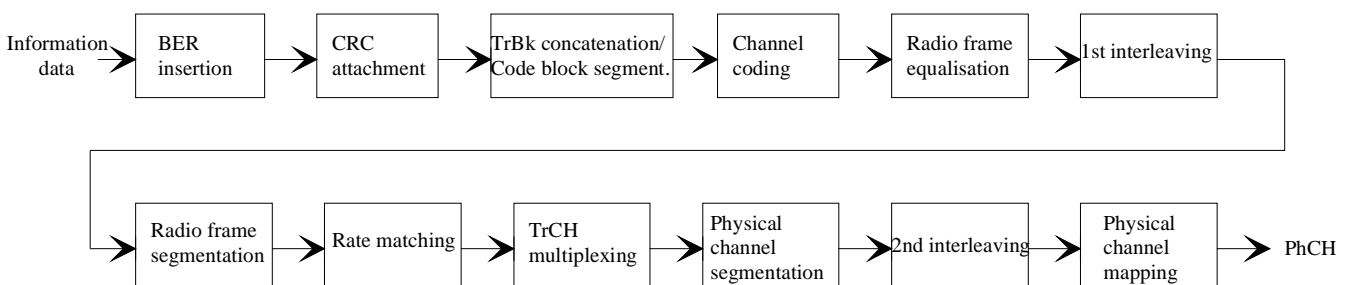 Information
data
BER
insertion
CRC
attachment
TrBk concatenation/
Code block segment.
Channel
coding
Radio frame
equalisation
1st interleaving
Radio frame
segmentation
Rate matching
TrCH
multiplexing
Physical
channel
segmentation
2nd interleaving
Physical
channel
mapping
PhCH